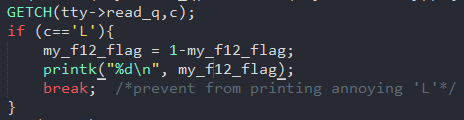 GETCH(tty->read_q,c);
if (c=='L'){
my_f12_flag = 1-my_f12_flag;
printk("%d\n", my_f12_flag);
break;  /*prevent from printing annoying 'L'*/
}